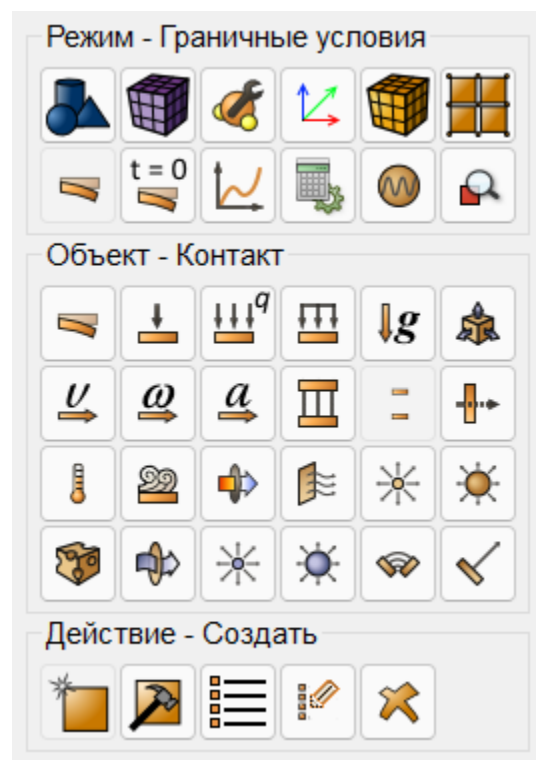 Режим - Граничные условия
t = 0
Объект - Контакт
q
g
υ
ω
a
Действие - Создать